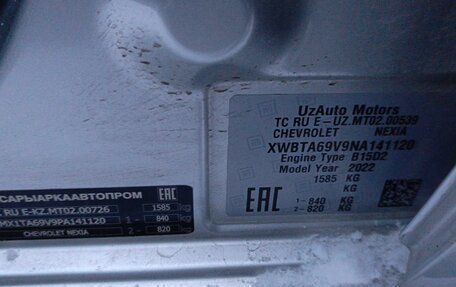 UzAuto Motors
TC RU E-UZ.MT02.00539
CHEVROLET NEXIA
XWBTA69V9NA141120
Engine Type B15D2
Model Year 2022
1585 KG
KG
EAC 1- 840 KG
2- 820 KG
САРЫАРКААВТОПРОМ EAC
RU E-KZ.MT02.00726 1585
MX1TA69V9PA141120 1- 840
CHEVROLET NEXIA 2- 820